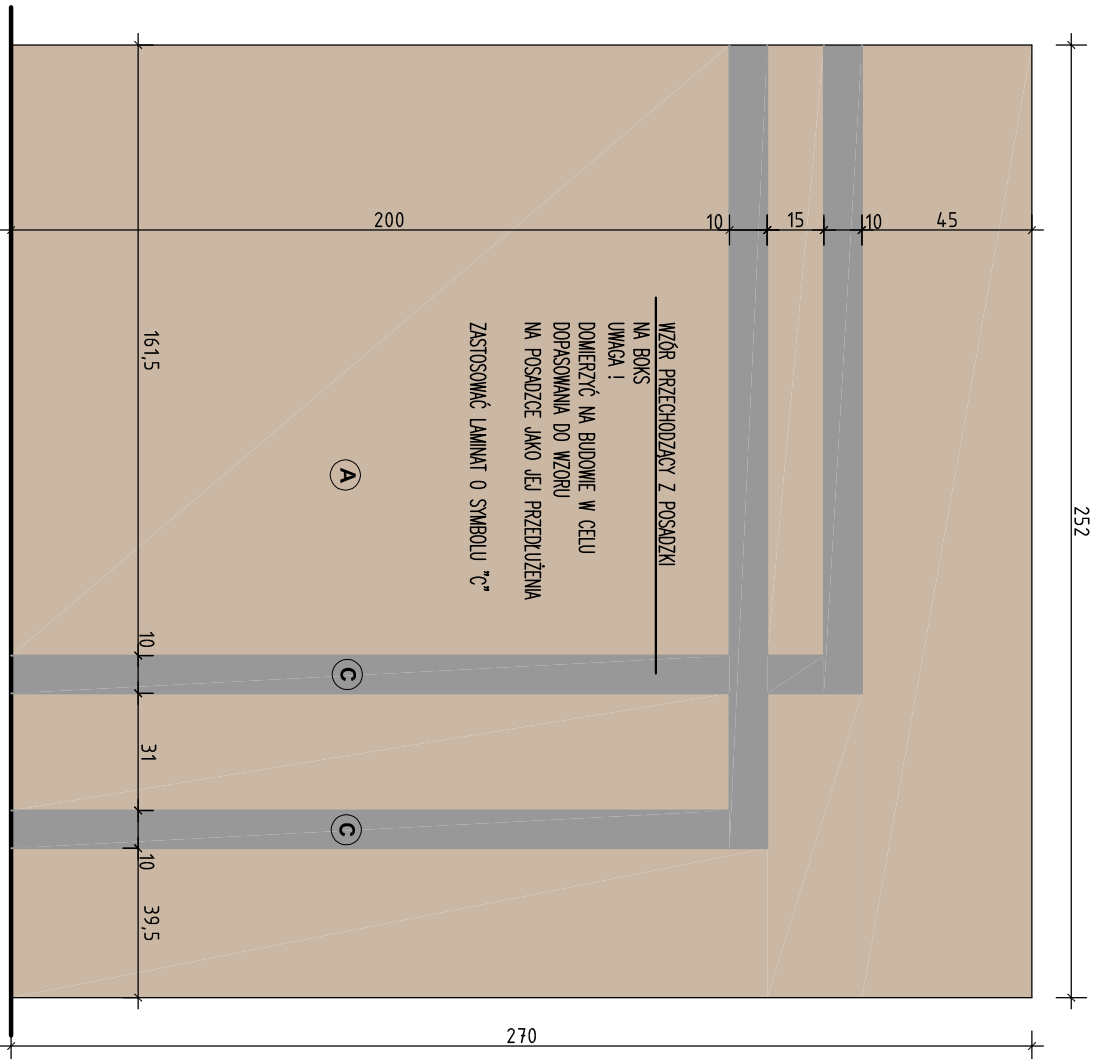 252
200
10
15
10
45
WZÓR PRZECHODZĄCY Z POSADZKI
NA BOKS
UWAGA !
DOMIERZYĆ NA BUDOWIE W CELU
DOPASOWANIA DO WZORU
NA POSADZCE JAKO JEJ PRZEDŁUŻENIA
ZASTOSOWAĆ LAMINAT O SYMBOLU "C"
161,5
A
10
C
31
C
10
39,5
270